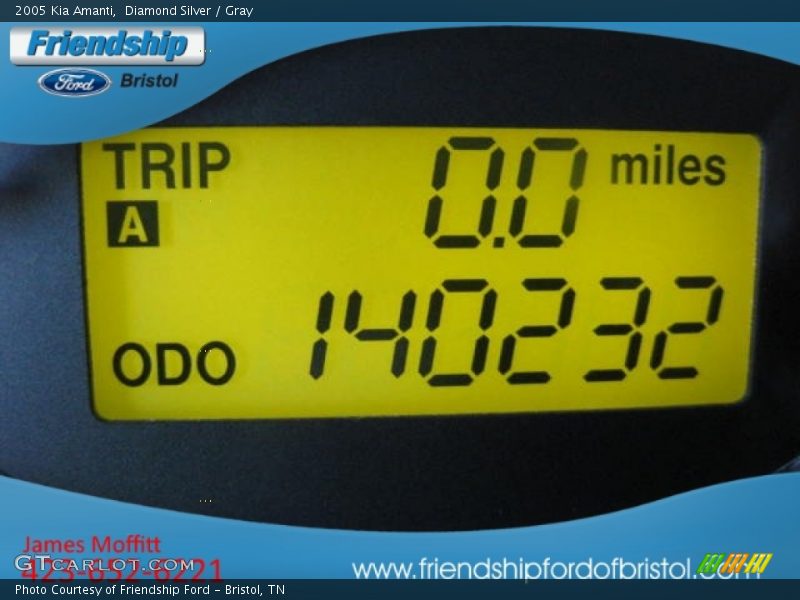 2005 Kia Amanti,  Diamond Silver / Gray
Friendship
Ford Bristol
TRIP 0.0 miles
A
ODO 140232
James Moffitt
423-652-6221
GTCARLOT.COM
www.friendshipfordofbristol.com
Photo Courtesy of Friendship Ford - Bristol, TN